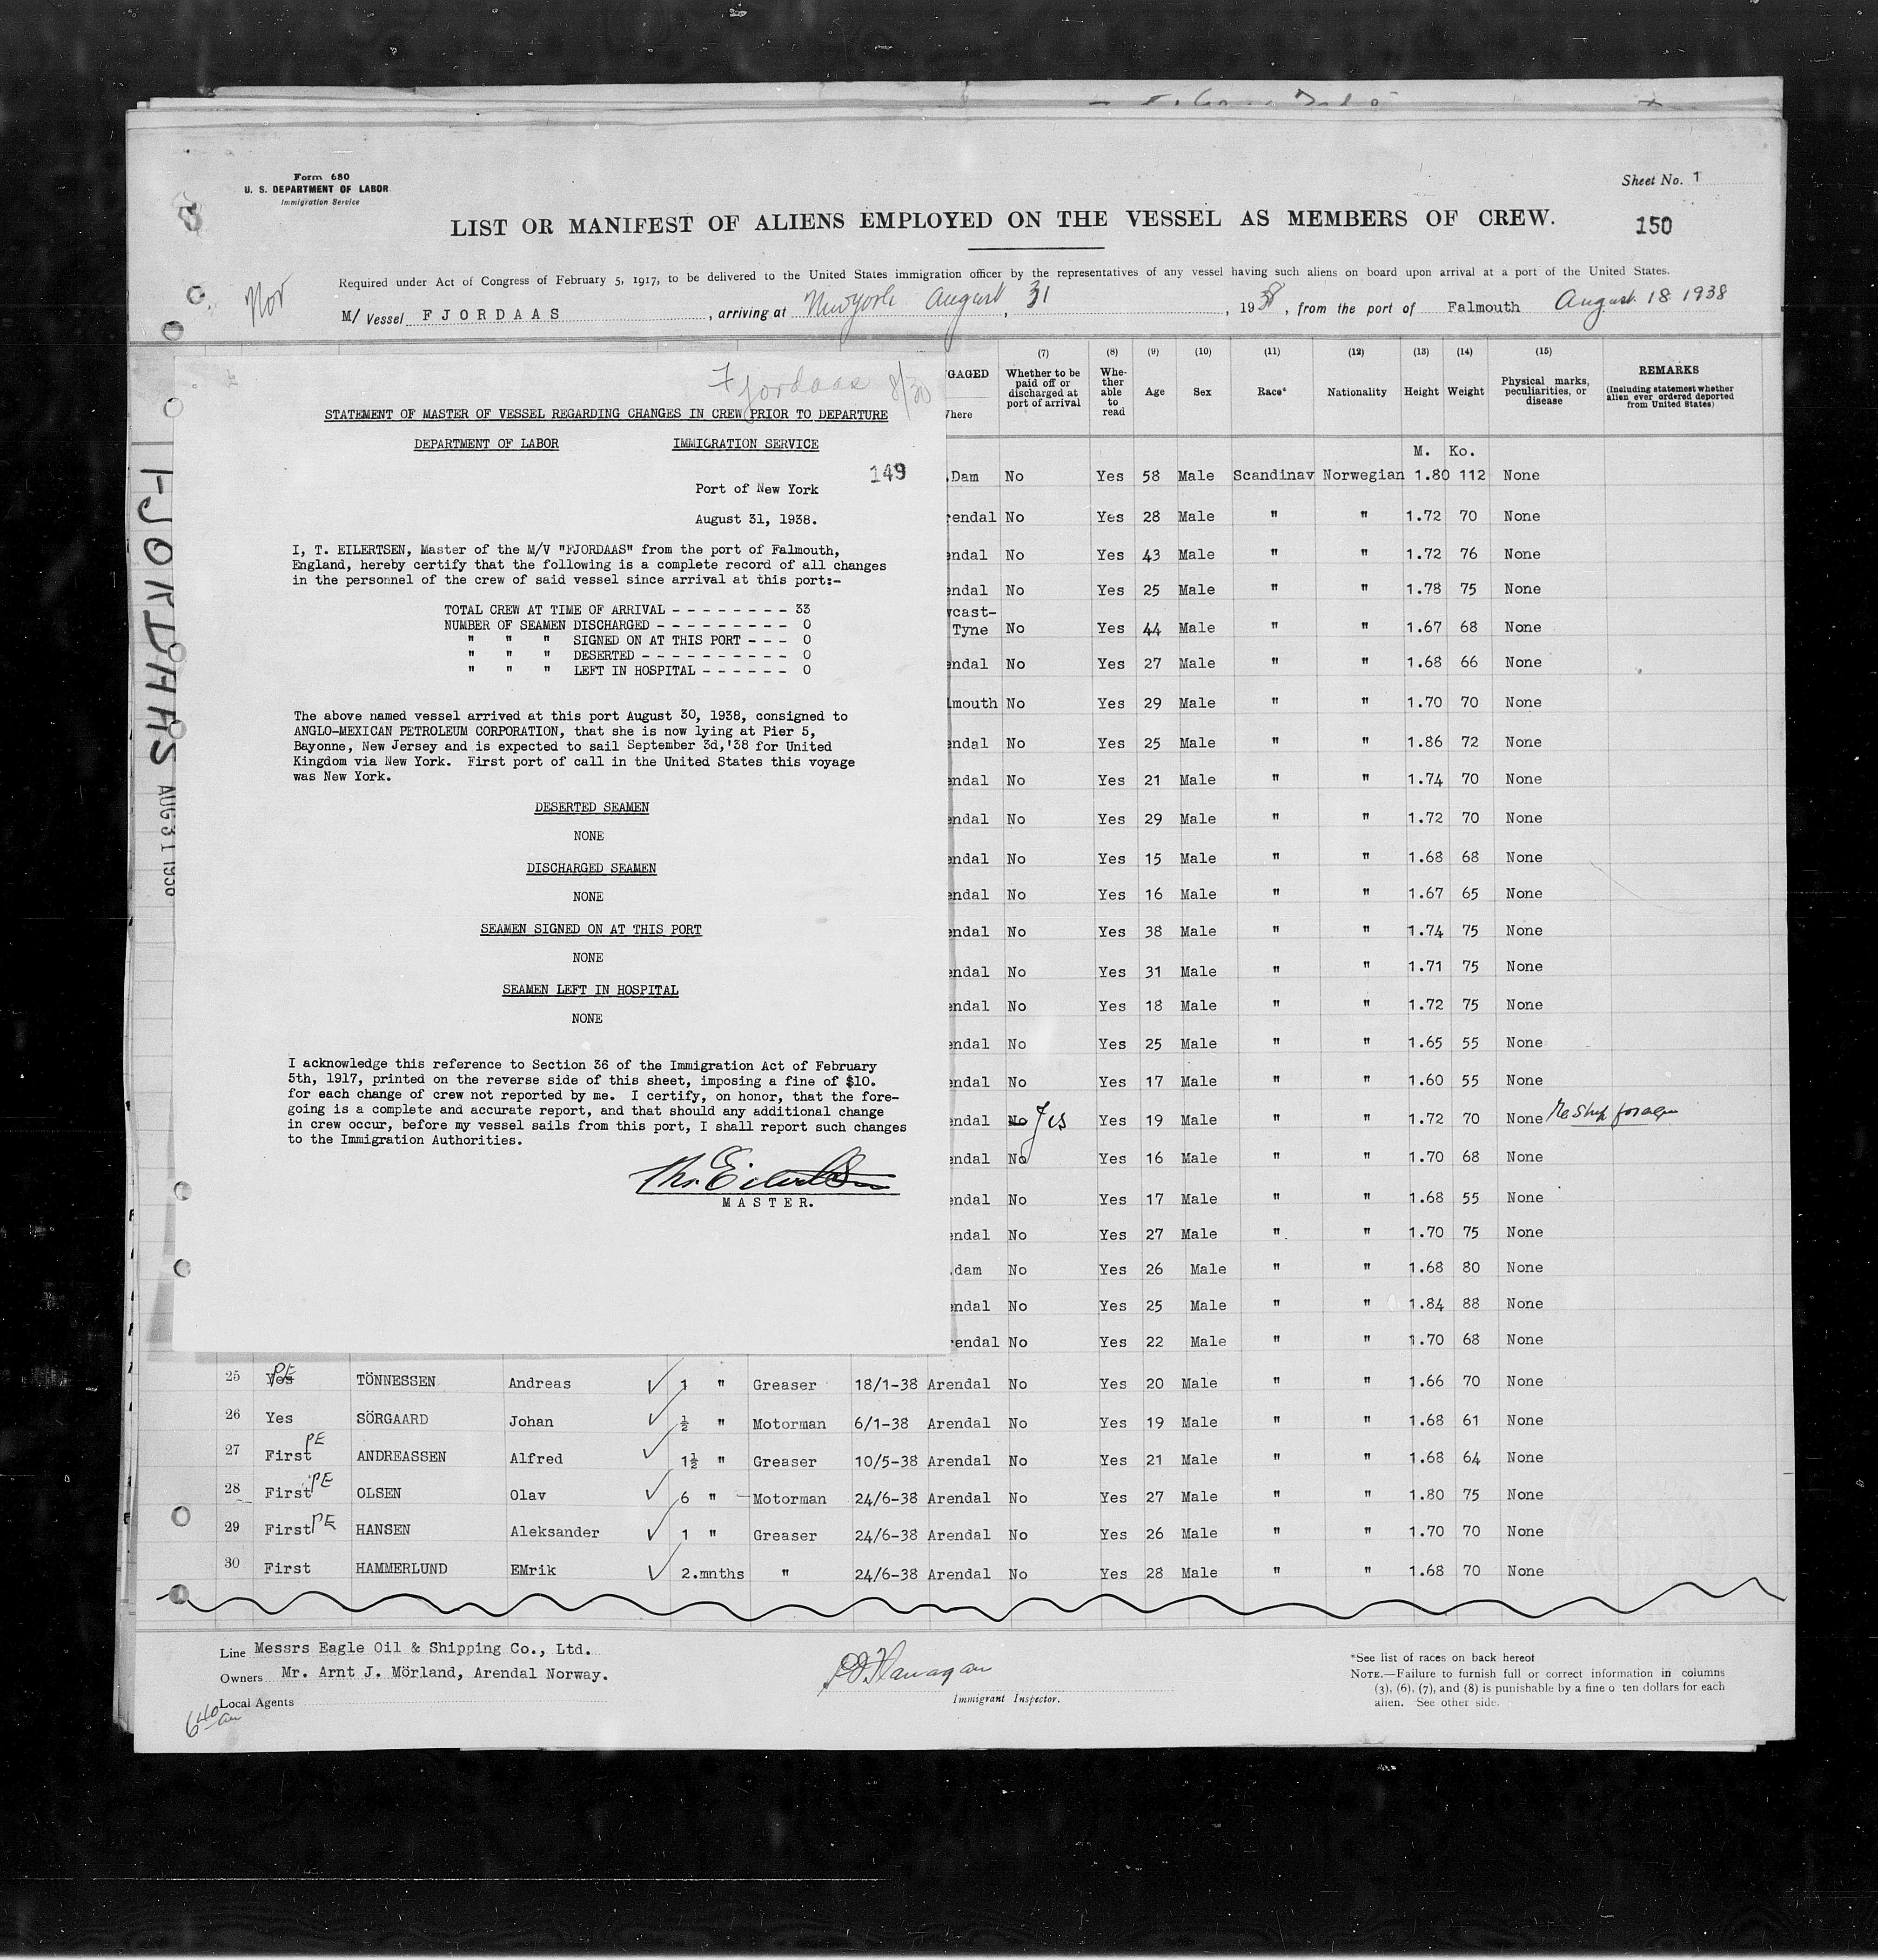 Form 680
U. S. DEPARTMENT OF LABOR
Immigration Service
Sheet No. 1
LIST OR MANIFEST OF ALIENS EMPLOYED ON THE VESSEL AS MEMBERS OF CREW.
150
Required under Act of Congress of February 5, 1917, to be delivered to the United States immigration officer by the representatives of any vessel having such aliens on board upon arrival at a port of the United States.
Nor
M/ Vessel FJORDAAS, arriving at New York August 31, 1938, from the port of Falmouth August 18 1938
FJORDAAS AUG 31 1938
Fjordaas 8/30
STATEMENT OF MASTER OF VESSEL REGARDING CHANGES IN CREW PRIOR TO DEPARTURE
DEPARTMENT OF LABOR IMMIGRATION SERVICE
149
Port of New York
August 31, 1938.
I, T. EILERTSEN, Master of the M/V "FJORDAAS" from the port of Falmouth,
England, hereby certify that the following is a complete record of all changes
in the personnel of the crew of said vessel since arrival at this port:-
TOTAL CREW AT TIME OF ARRIVAL - - - - - - - - 33
NUMBER OF SEAMEN DISCHARGED - - - - - - - - - 0
" " " SIGNED ON AT THIS PORT - - - 0
" " " DESERTED - - - - - - - - - - 0
" " " LEFT IN HOSPITAL - - - - - - 0
The above named vessel arrived at this port August 30, 1938, consigned to
ANGLO-MEXICAN PETROLEUM CORPORATION, that she is now lying at Pier 5,
Bayonne, New Jersey and is expected to sail September 3d,'38 for United
Kingdom via New York. First port of call in the United States this voyage
was New York.
DESERTED SEAMEN
NONE
DISCHARGED SEAMEN
NONE
SEAMEN SIGNED ON AT THIS PORT
NONE
SEAMEN LEFT IN HOSPITAL
NONE
I acknowledge this reference to Section 36 of the Immigration Act of February
5th, 1917, printed on the reverse side of this sheet, imposing a fine of $10.
for each change of crew not reported by me. I certify, on honor, that the fore-
going is a complete and accurate report, and that should any additional change
in crew occur, before my vessel sails from this port, I shall report such changes
to the Immigration Authorities.
Th. Eilertsen
MASTER.
GAGED (7) Whether to be paid off or discharged at port of arrival (8) Whe-ther able to read (9) Age (10) Sex (11) Race* (12) Nationality (13) Height (14) Weight (15) Physical marks, peculiarities, or disease REMARKS (Including statement whether alien ever ordered deported from United States)
here
M. Ko.
.Dam No Yes 58 Male Scandinav Norwegian 1.80 112 None
rendal No Yes 28 Male " " 1.72 70 None
endal No Yes 43 Male " " 1.72 76 None
endal No Yes 25 Male " " 1.78 75 None
wcast-
Tyne No Yes 44 Male " " 1.67 68 None
endal No Yes 27 Male " " 1.68 66 None
lmouth No Yes 29 Male " " 1.70 70 None
endal No Yes 25 Male " " 1.86 72 None
endal No Yes 21 Male " " 1.74 70 None
endal No Yes 29 Male " " 1.72 70 None
endal No Yes 15 Male " " 1.68 68 None
endal No Yes 16 Male " " 1.67 65 None
endal No Yes 38 Male " " 1.74 75 None
endal No Yes 31 Male " " 1.71 75 None
endal No Yes 18 Male " " 1.72 75 None
endal No Yes 25 Male " " 1.65 55 None
endal No Yes 17 Male " " 1.60 55 None
endal No Yes Yes 19 Male " " 1.72 70 None Re ship foreign
endal No Yes 16 Male " " 1.70 68 None
endal No Yes 17 Male " " 1.68 55 None
endal No Yes 27 Male " " 1.70 75 None
.dam No Yes 26 Male " " 1.68 80 None
endal No Yes 25 Male " " 1.84 88 None
rendal No Yes 22 Male " " 1.70 68 None
25 Yes PE TÖNNESSEN Andreas 1 " Greaser 18/1-38 Arendal No Yes 20 Male " " 1.66 70 None
26 Yes SÖRGAARD Johan ½ " Motorman 6/1-38 Arendal No Yes 19 Male " " 1.68 61 None
27 First PE ANDREASSEN Alfred 1½ " Greaser 10/5-38 Arendal No Yes 21 Male " " 1.68 64 None
28 First PE OLSEN Olav 6 " Motorman 24/6-38 Arendal No Yes 27 Male " " 1.80 75 None
29 First PE HANSEN Aleksander 1 " Greaser 24/6-38 Arendal No Yes 26 Male " " 1.70 70 None
30 First HAMMERLUND EMrik 2.mnths " 24/6-38 Arendal No Yes 28 Male " " 1.68 70 None
Line Messrs Eagle Oil & Shipping Co., Ltd.
Owners Mr. Arnt J. Mörland, Arendal Norway.
Local Agents
640 am
Flanagan
Immigrant Inspector.
*See list of races on back hereof
NOTE.—Failure to furnish full or correct information in columns
(3), (6), (7), and (8) is punishable by a fine o ten dollars for each
alien. See other side.